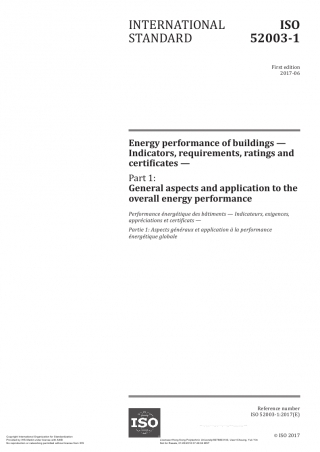 INTERNATIONAL
STANDARD
ISO
52003-1
First edition
2017-06
Energy performance of buildings —
Indicators, requirements, ratings and
certificates —
Part 1:
General aspects and application to the
overall energy performance
Performance énergétique des bâtiments — Indicateurs, exigences,
appréciations et certificats —
Partie 1: Aspects généraux et application à la performance
énergétique globale
Reference number
ISO 52003-1:2017(E)
ISO
© ISO 2017